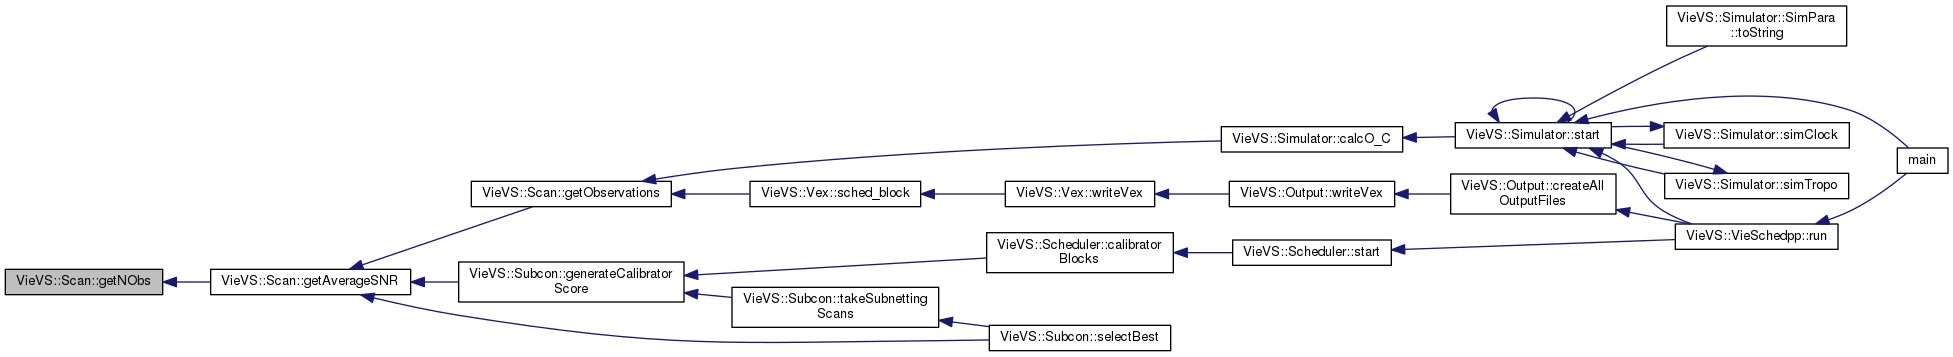 VieVS::Scan::getNObs
VieVS::Scan::getAverageSNR
VieVS::Scan::getObservations
VieVS::Subcon::generateCalibrator
Score
VieVS::Vex::sched_block
VieVS::Subcon::takeSubnetting
Scans
VieVS::Vex::writeVex
VieVS::Scheduler::calibrator
Blocks
VieVS::Subcon::selectBest
VieVS::Simulator::calcO_C
VieVS::Output::writeVex
VieVS::Scheduler::start
VieVS::Simulator::start
VieVS::Output::createAll
OutputFiles
VieVS::Simulator::SimPara
::toString
VieVS::Simulator::simClock
VieVS::Simulator::simTropo
VieVS::VieSchedpp::run
main